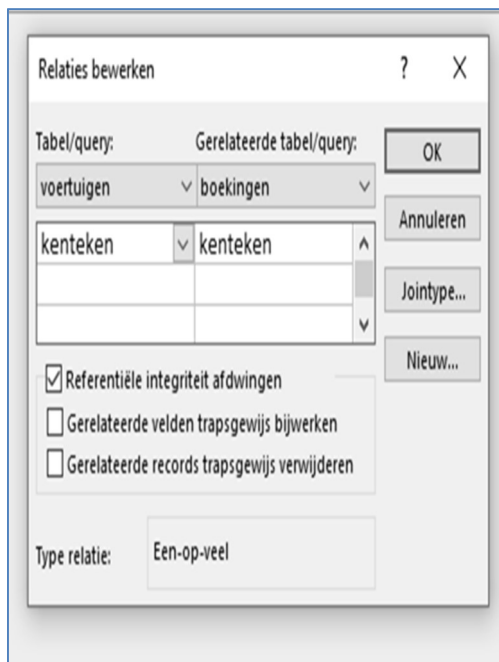 Relaties bewerken ? X
Tabel/query: Gerelateerde tabel/query:
OK
voertuigen boekingen
Annuleren
kenteken kenteken
Jointype...
Nieuw...
Referentiële integriteit afdwingen
Gerelateerde velden trapsgewijs bijwerken
Gerelateerde records trapsgewijs verwijderen
Type relatie: Een-op-veel